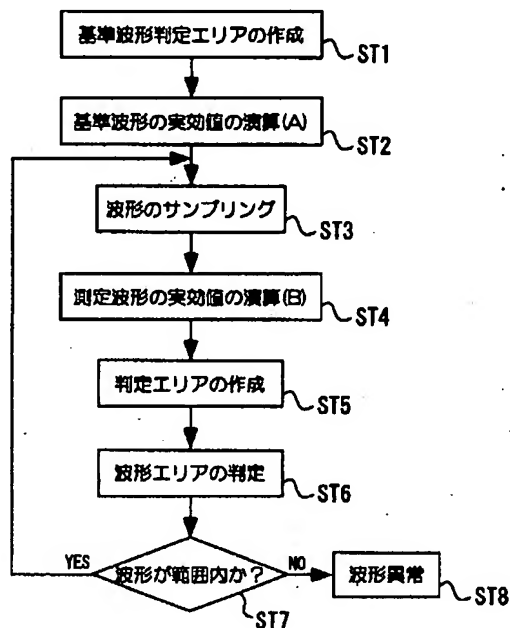 基準波形判定エリアの作成
ST1
基準波形の実効値の演算(A)
ST2
波形のサンプリング
ST3
測定波形の実効値の演算(B)
ST4
判定エリアの作成
ST5
波形エリアの判定
ST6
YES
波形が範囲内か?
NO
波形異常
ST7
ST8